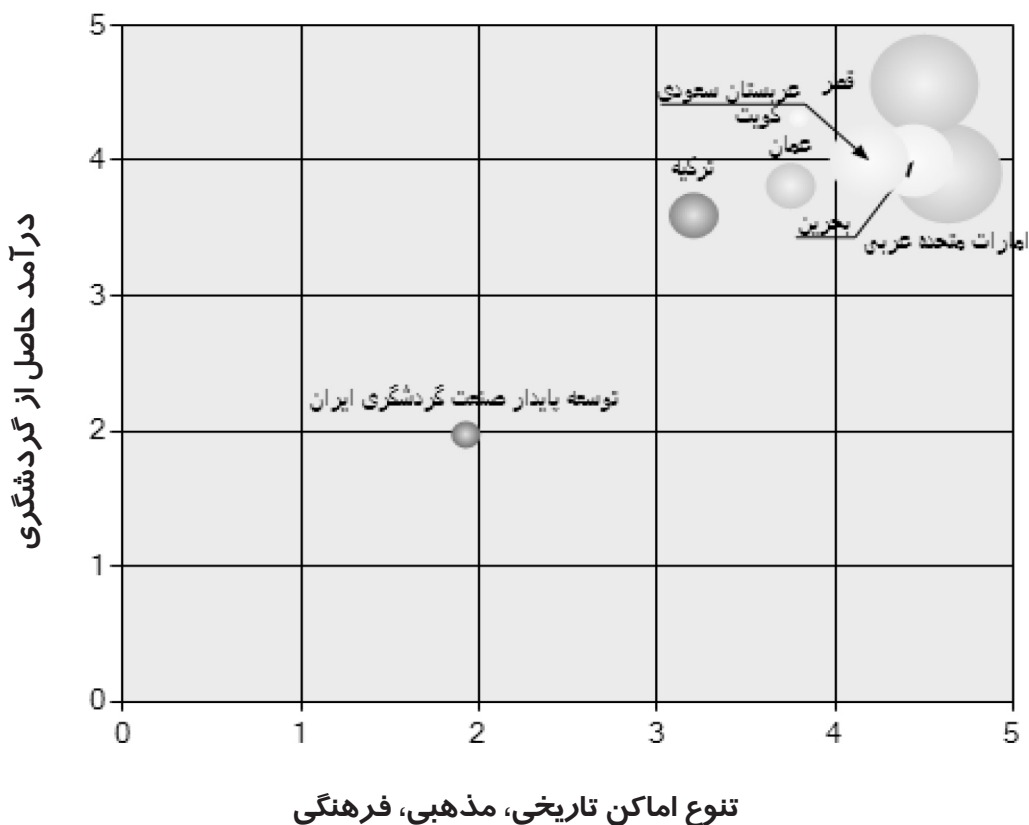 درآمد حاصل از گردشگری
5
4
3
2
1
0
قطر
عربستان سعودی
کویت
عمان
ترکیه
بحرین
امارات متحده عربی
توسعه پایدار صنعت گردشگری ایران
0 1 2 3 4 5
تنوع اماکن تاریخی، مذهبی، فرهنگی